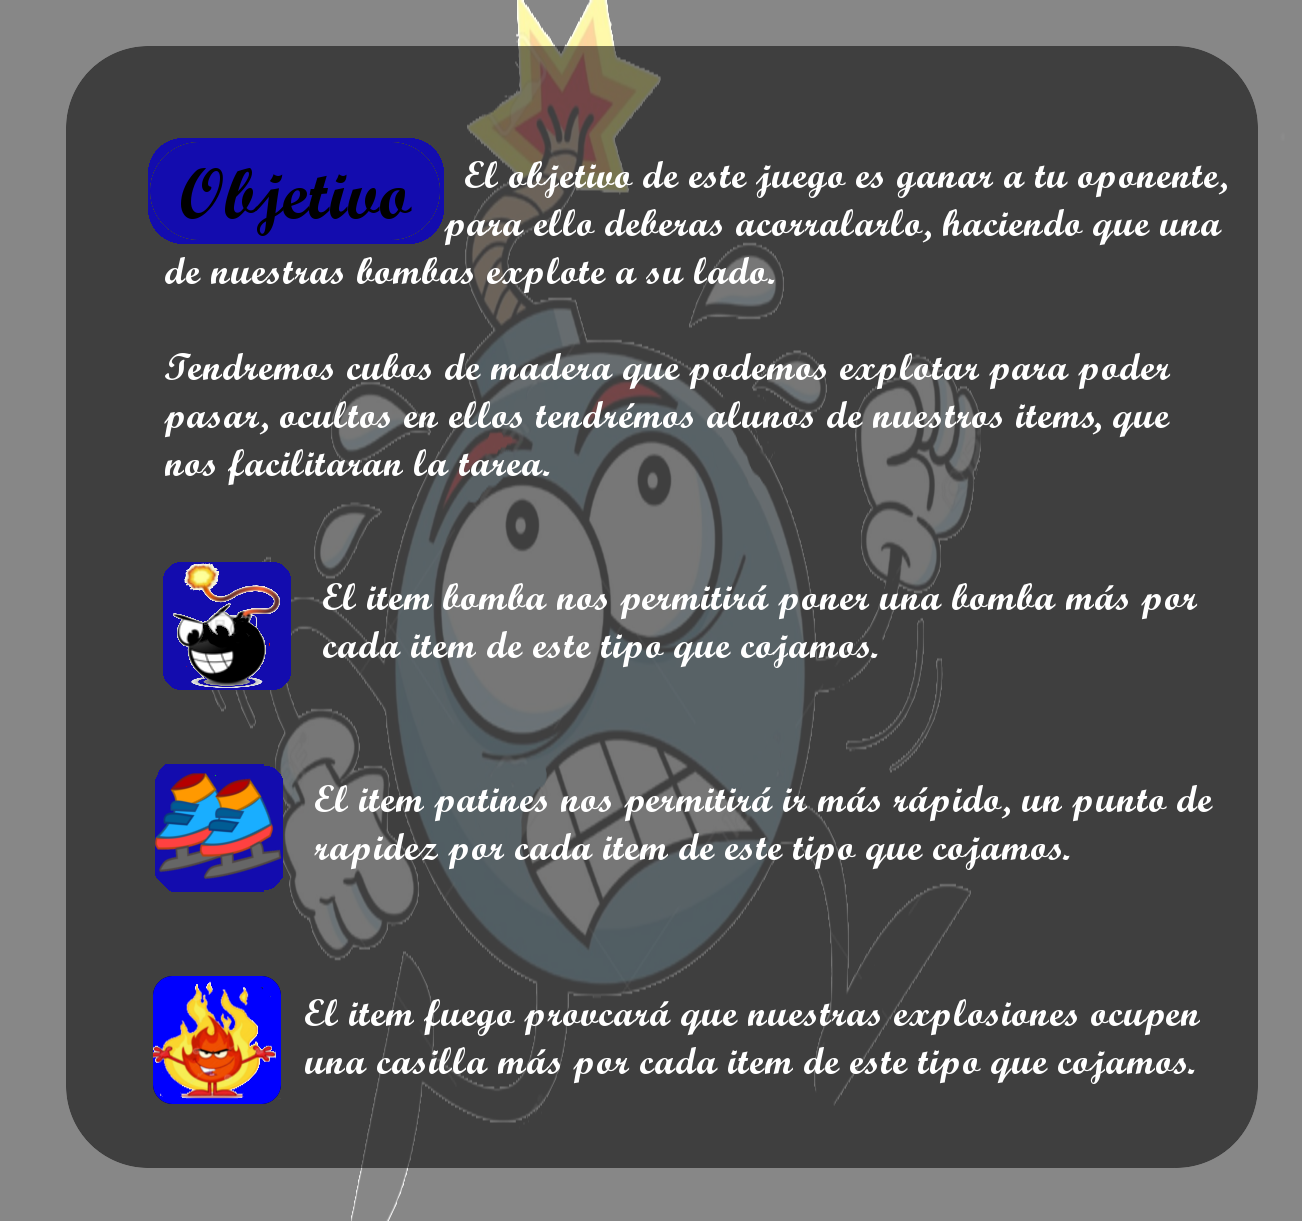 Objetivo El objetivo de este juego es ganar a tu oponente,
para ello deberas acorralarlo, haciendo que una
de nuestras bombas explote a su lado.
Tendremos cubos de madera que podemos explotar para poder
pasar, ocultos en ellos tendrémos alunos de nuestros items, que
nos facilitaran la tarea.
El item bomba nos permitirá poner una bomba más por
cada item de este tipo que cojamos.
El item patines nos permitirá ir más rápido, un punto de
rapidez por cada item de este tipo que cojamos.
El item fuego provcará que nuestras explosiones ocupen
una casilla más por cada item de este tipo que cojamos.